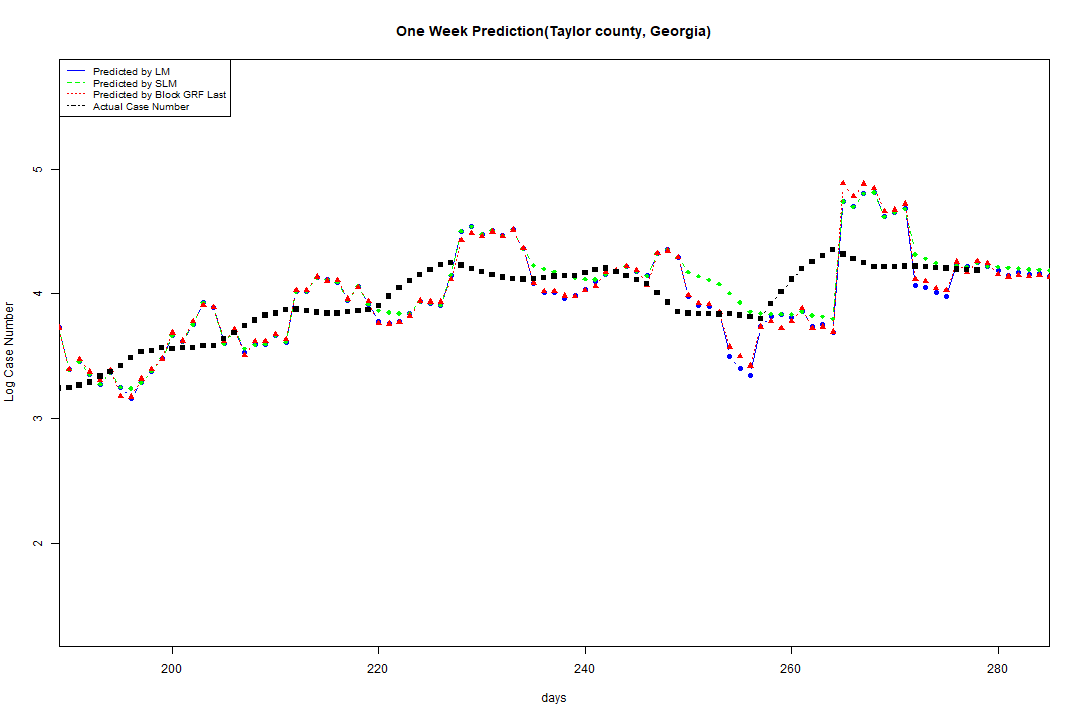 One Week Prediction(Taylor county, Georgia)
Predicted by LM
Predicted by SLM
Predicted by Block GRF Last
Actual Case Number
5
4
3
2
Log Case Number
200 220 240 260 280
days